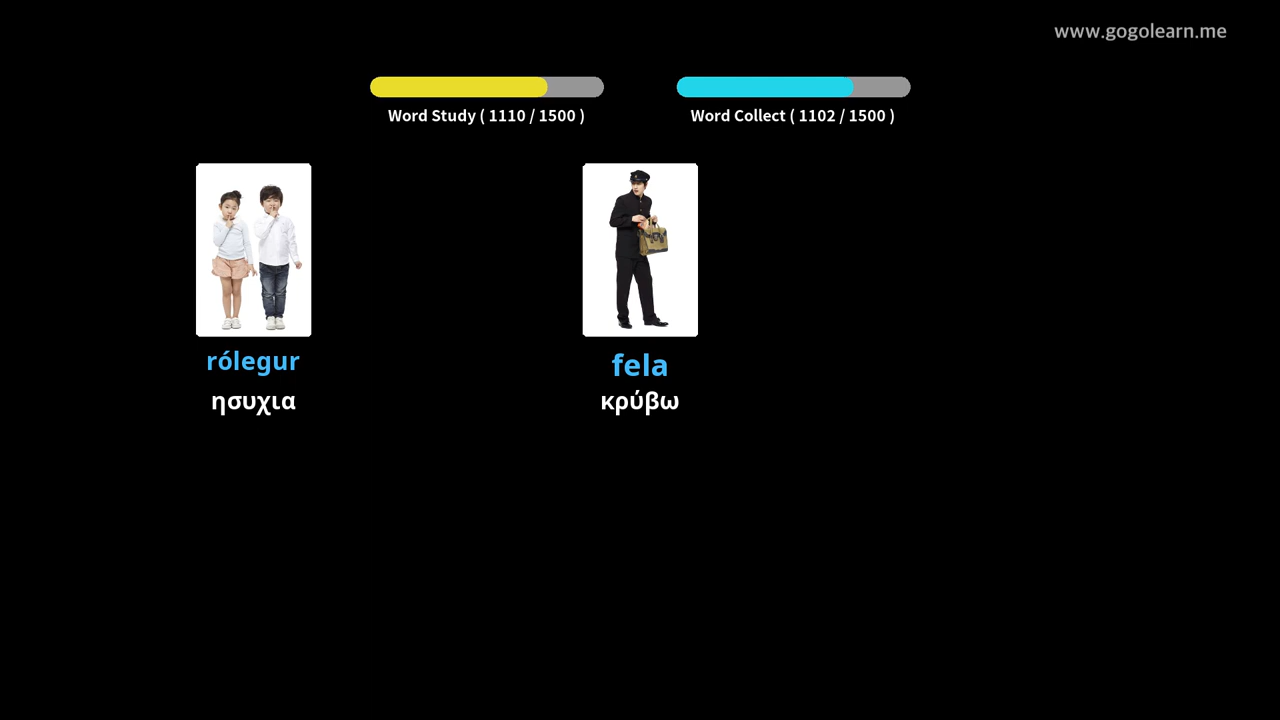 www.gogolearn.me
Word Study ( 1110 / 1500 )
Word Collect ( 1102 / 1500 )
rólegur
ησυχια
fela
κρύβω